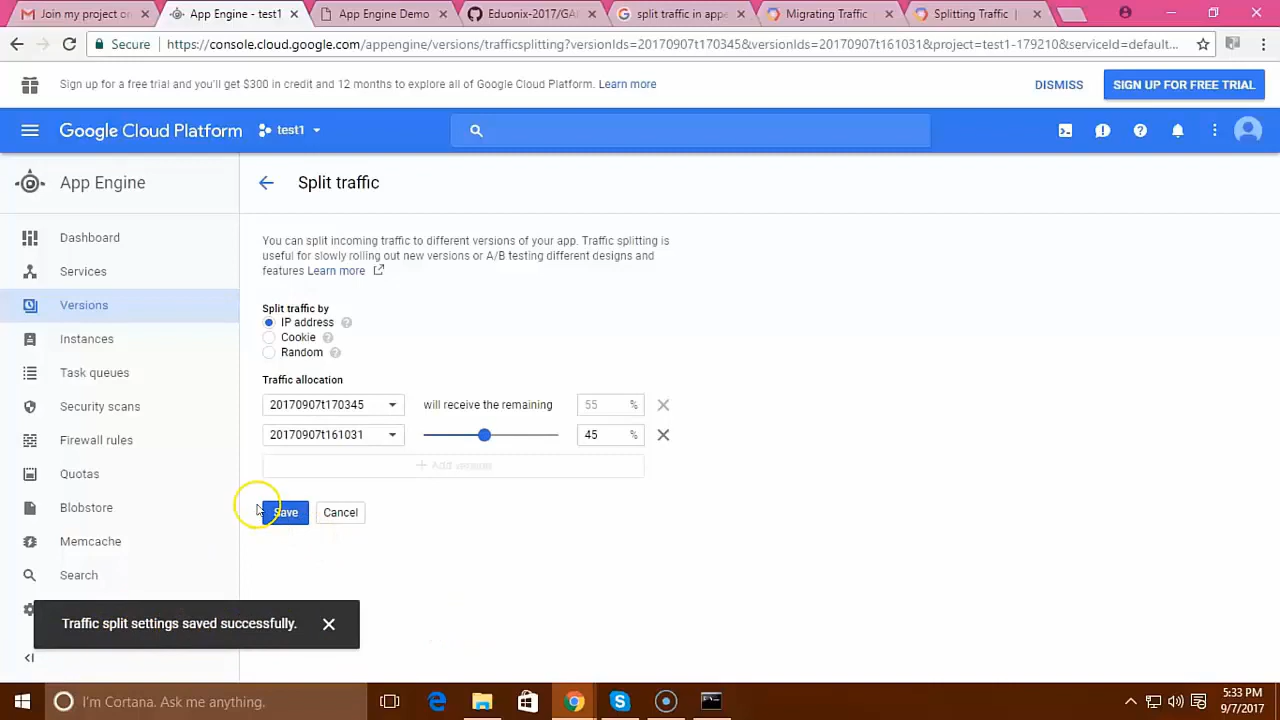 Join my project on
App Engine - test1
App Engine Demo
Eduonix-2017/GA
split traffic in appe
Migrating Traffic
Splitting Traffic
Secure
https://console.cloud.google.com/appengine/versions/trafficsplitting?versionIds=20170907t170345&versionIds=20170907t161031&project=test1-179210&serviceId=default...
Sign up for a free trial and you'll get $300 in credit and 12 months to explore all of Google Cloud Platform. Learn more
DISMISS
SIGN UP FOR FREE TRIAL
Google Cloud Platform
test1
App Engine
Split traffic
Dashboard
Services
Versions
Instances
Task queues
Security scans
Firewall rules
Quotas
Blobstore
Memcache
Search
You can split incoming traffic to different versions of your app. Traffic splitting is
useful for slowly rolling out new versions or A/B testing different designs and
features Learn more
Split traffic by
IP address
Cookie
Random
Traffic allocation
20170907t170345 will receive the remaining 55 %
20170907t161031 45 %
+ Add version
Save Cancel
Traffic split settings saved successfully.
I'm Cortana. Ask me anything.
5:33 PM
9/7/2017